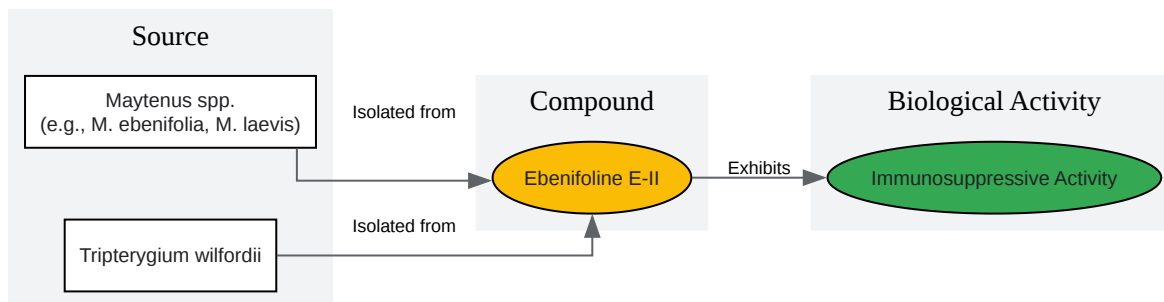 Source
Maytenus spp.
(e.g., M. ebenifolia, M. laevis)
Tripterygium wilfordii
Isolated from
Isolated from
Compound
Ebenifoline E-II
Exhibits
Biological Activity
Immunosuppressive Activity